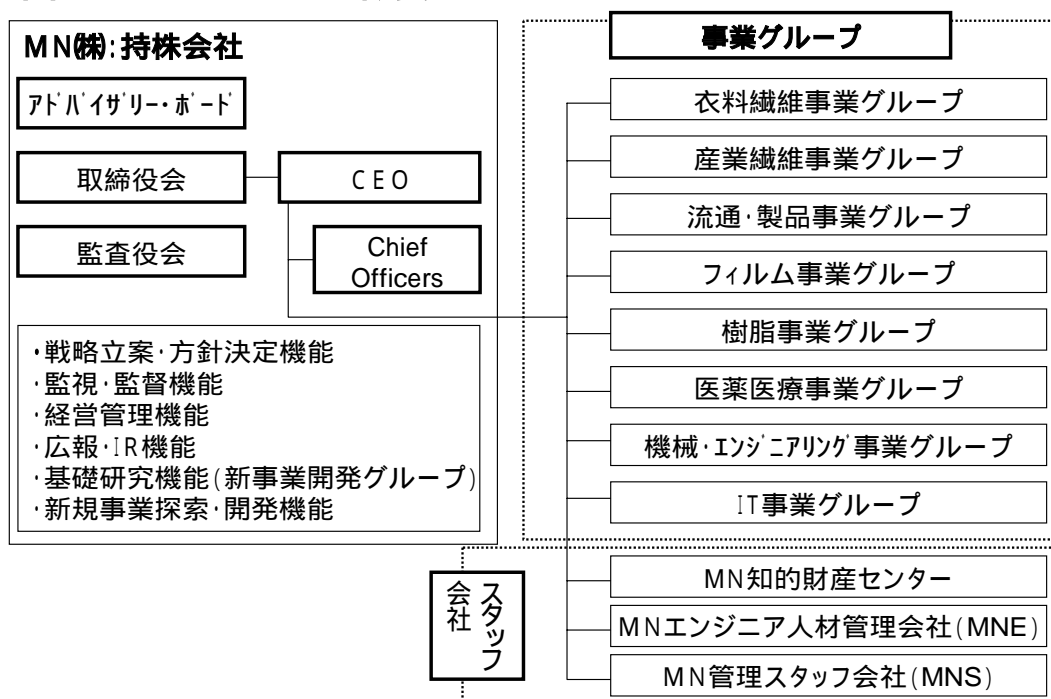 MN㈱:持株会社
アドバイザリー・ボード
取締役会
CEO
監査役会
Chief
Officers
・戦略立案・方針決定機能
・監視・監督機能
・経営管理機能
・広報・IR機能
・基礎研究機能(新事業開発グループ)
・新規事業探索・開発機能
事業グループ
衣料繊維事業グループ
産業繊維事業グループ
流通・製品事業グループ
フィルム事業グループ
樹脂事業グループ
医薬医療事業グループ
機械・エンジニアリング事業グループ
IT事業グループ
スタッフ
会社
MN知的財産センター
MNエンジニア人材管理会社(MNE)
MN管理スタッフ会社(MNS)